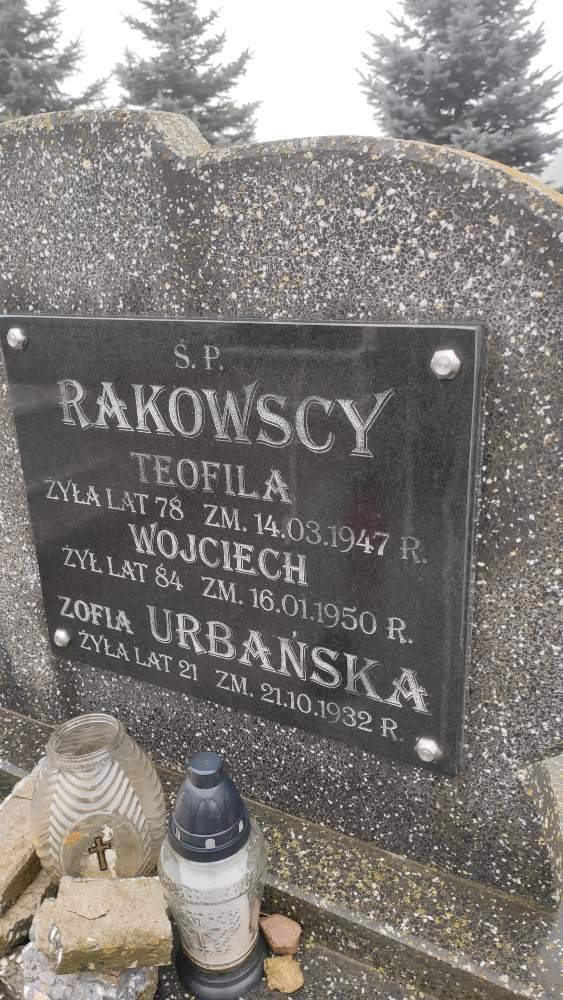 Ś. P.
RAKOWSCY
TEOFILA
ŻYŁA LAT 78 ZM. 14.03.1947 R.
WOJCIECH
ŻYŁ LAT 84 ZM. 16.01.1950 R.
ZOFIA URBAŃSKA
ŻYŁA LAT 21 ZM. 21.10.1932 R.